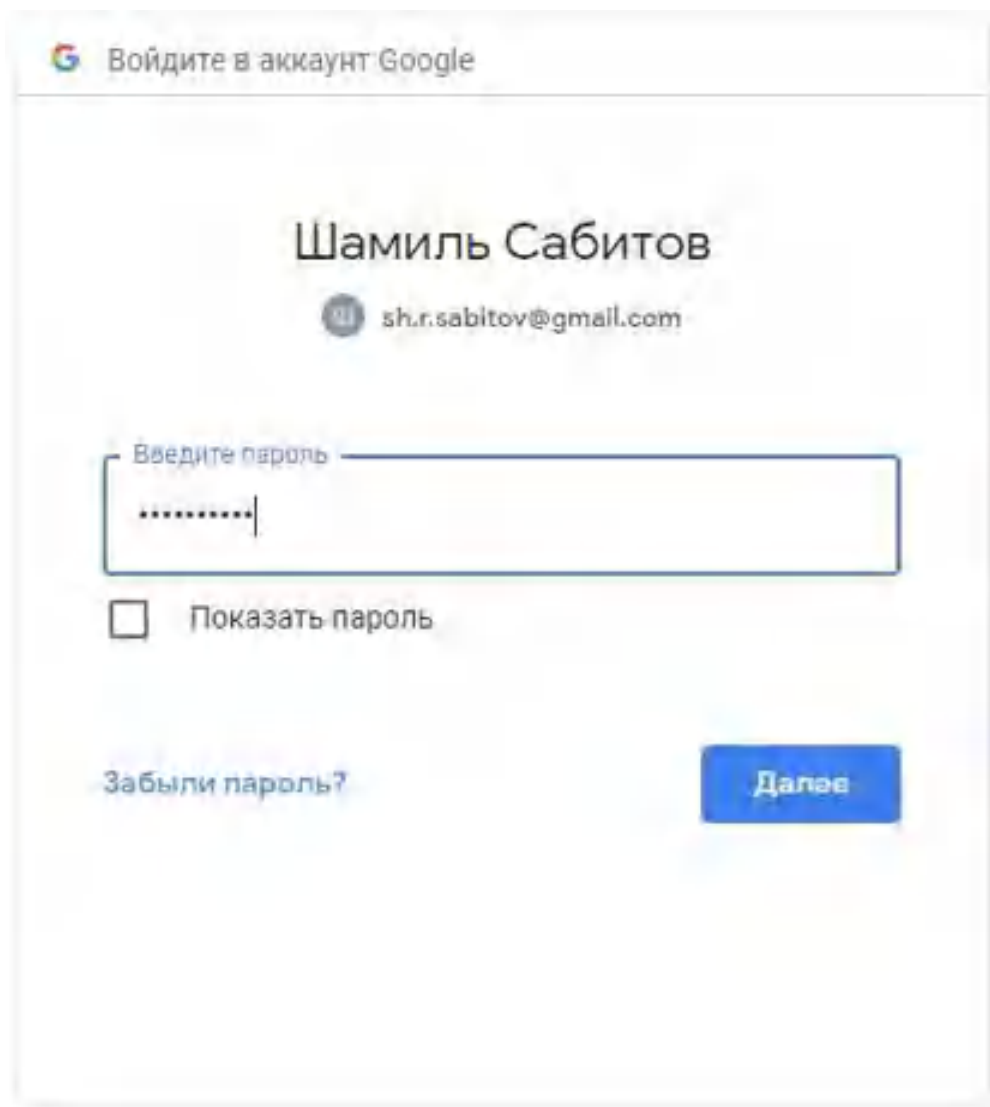 Войдите в аккаунт Google
Шамиль Сабитов
sh.r.sabitov@gmail.com
Введите пароль
••••••••••
Показать пароль
Забыли пароль?
Далее